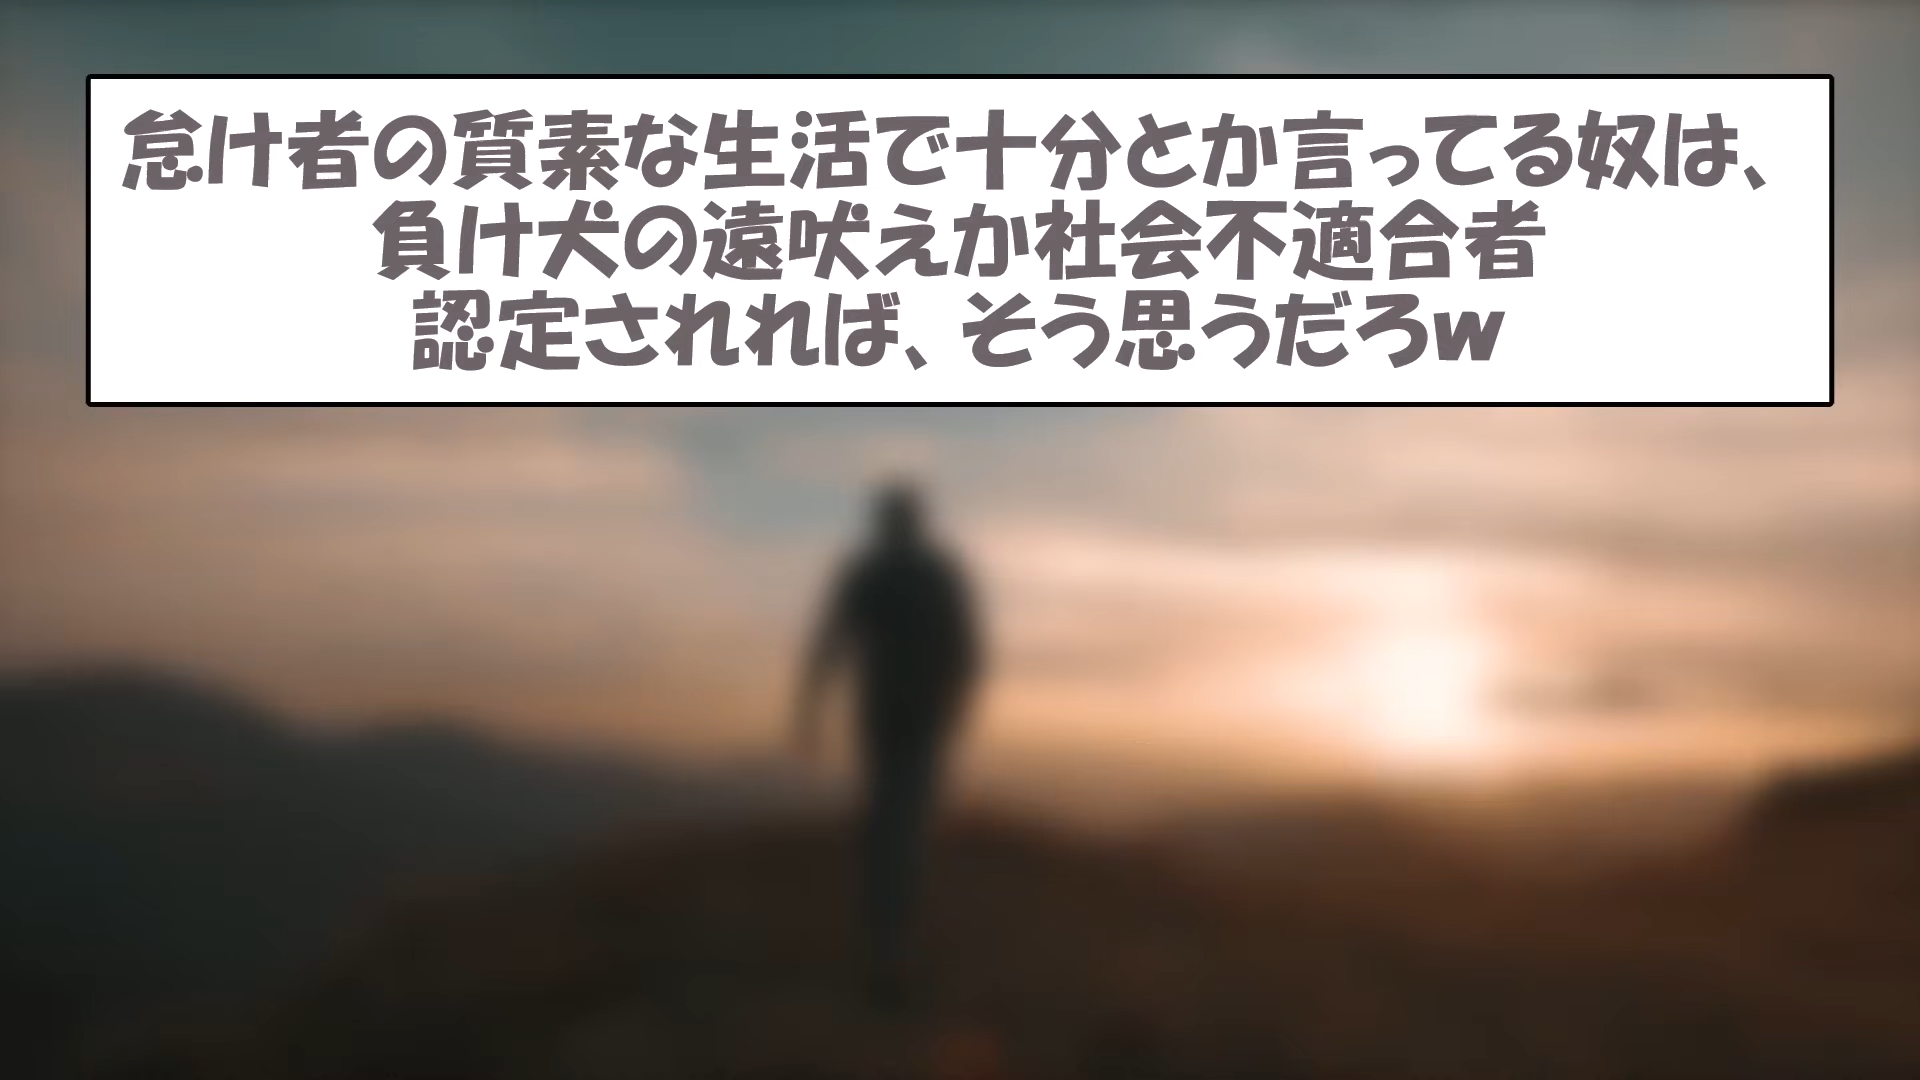 怠け者の質素な生活で十分とか言ってる奴は、
負け犬の遠吠えか社会不適合者
認定されれば、そう思うだろw